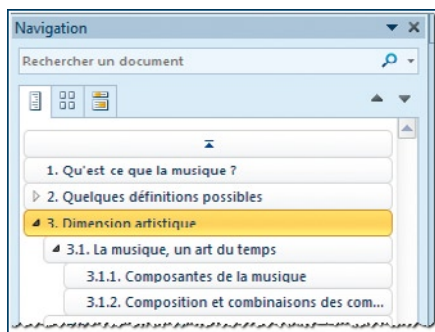 Navigation
Rechercher un document
1. Qu'est ce que la musique ?
2. Quelques définitions possibles
3. Dimension artistique
3.1. La musique, un art du temps
3.1.1. Composantes de la musique
3.1.2. Composition et combinaisons des com...